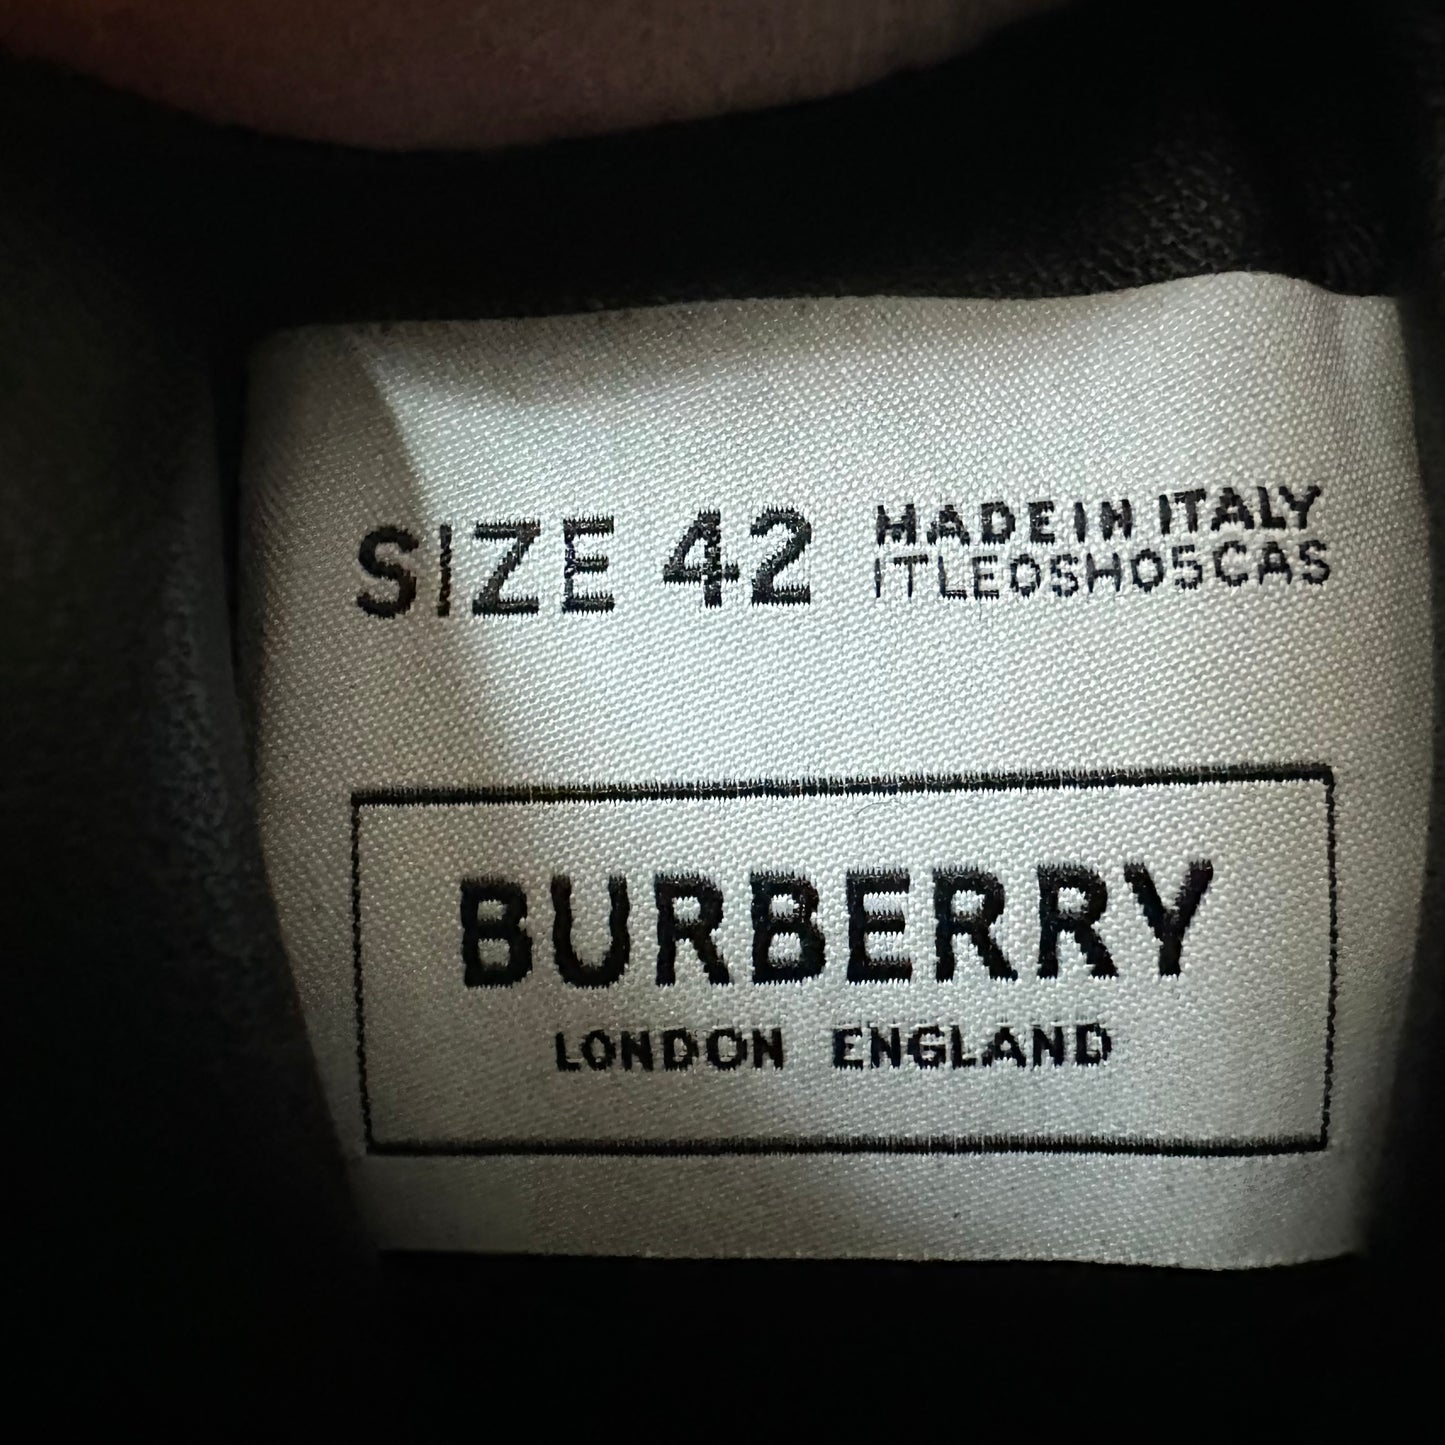 SIZE 42 MADE IN ITALY
ITLEOSHO5CAS
BURBERRY
LONDON ENGLAND